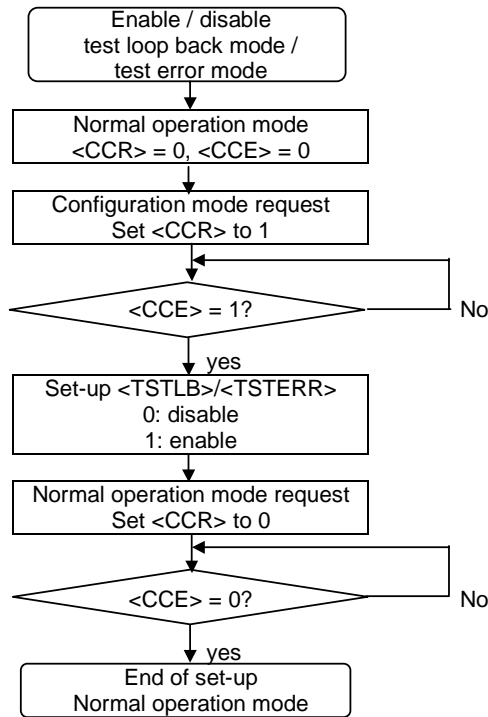 Enable / disable
test loop back mode /
test error mode
Normal operation mode
<CCR> = 0, <CCE> = 0
Configuration mode request
Set <CCR> to 1
<CCE> = 1?
No
yes
Set-up <TSTLB>/<TSTERR>
0: disable
1: enable
Normal operation mode request
Set <CCR> to 0
<CCE> = 0?
No
yes
End of set-up
Normal operation mode